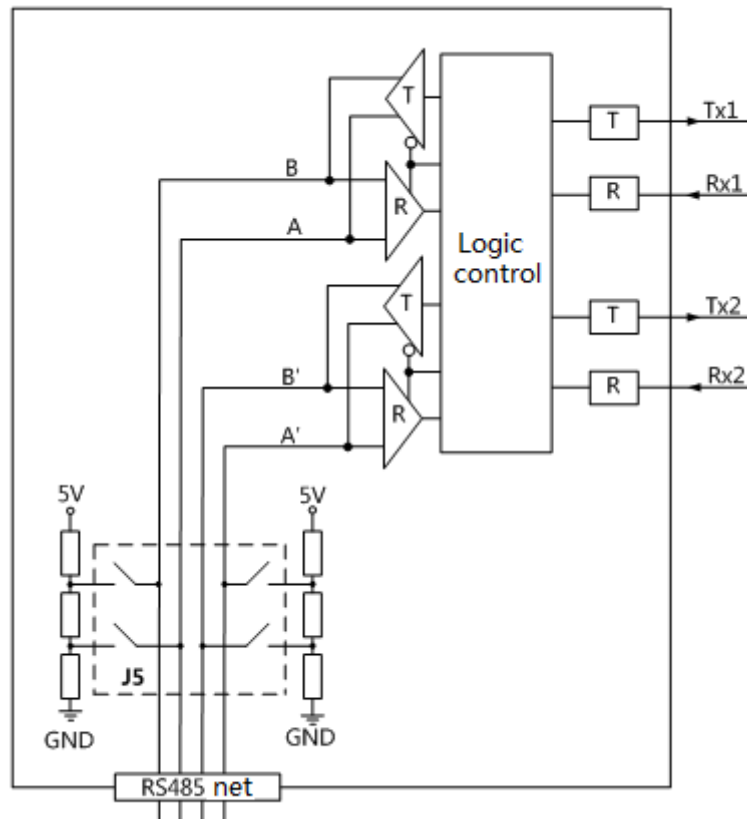 T
Tx1
B
R
Rx1
R
A
Logic
control
T
T
Tx2
B'
R
Rx2
R
A'
5V
5V
J5
GND
GND
RS485 net